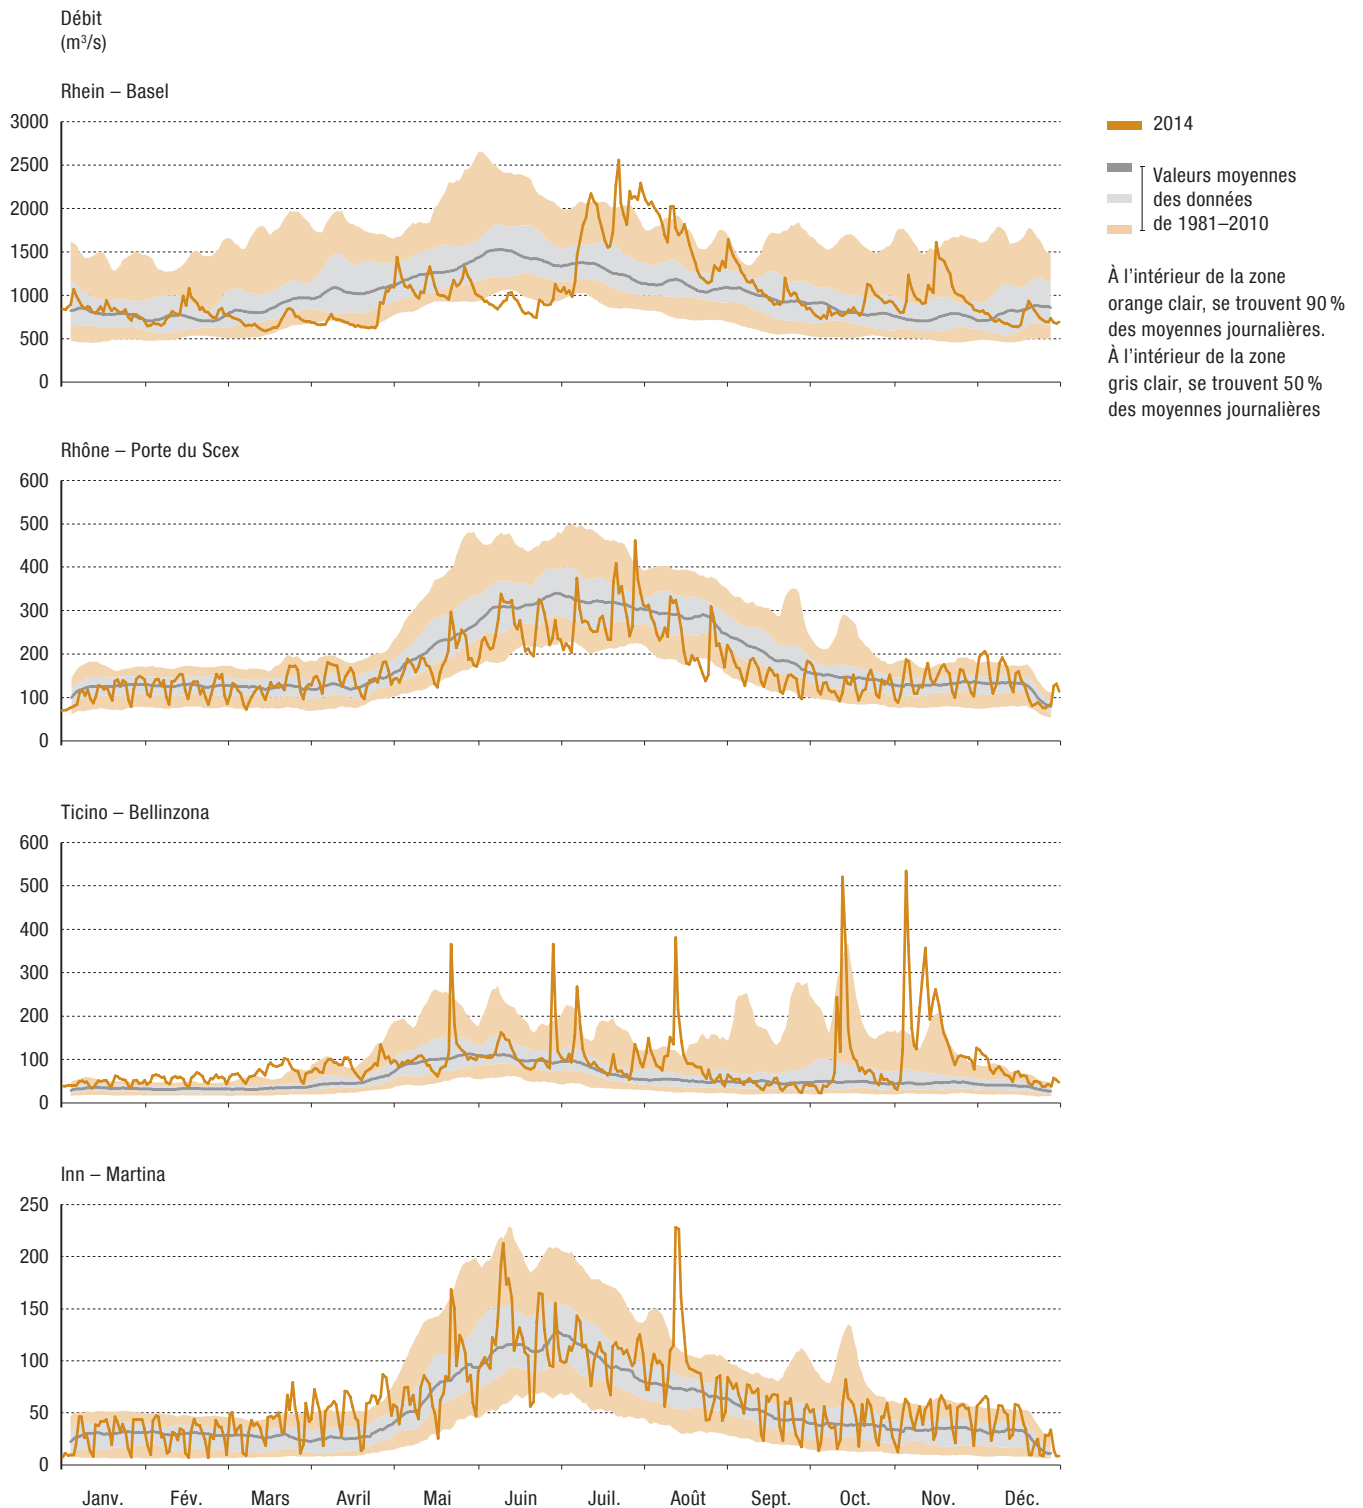 Débit
(m³/s)
Rhein – Basel
3000
2500
2000
1500
1000
500
0
2014
Valeurs moyennes
des données
de 1981–2010
À l’intérieur de la zone
orange clair, se trouvent 90 %
des moyennes journalières.
À l’intérieur de la zone
gris clair, se trouvent 50 %
des moyennes journalières
Rhône – Porte du Scex
600
500
400
300
200
100
0
Ticino – Bellinzona
600
500
400
300
200
100
0
Inn – Martina
250
200
150
100
50
0
Janv. Fév. Mars Avril Mai Juin Juil. Août Sept. Oct. Nov. Déc.